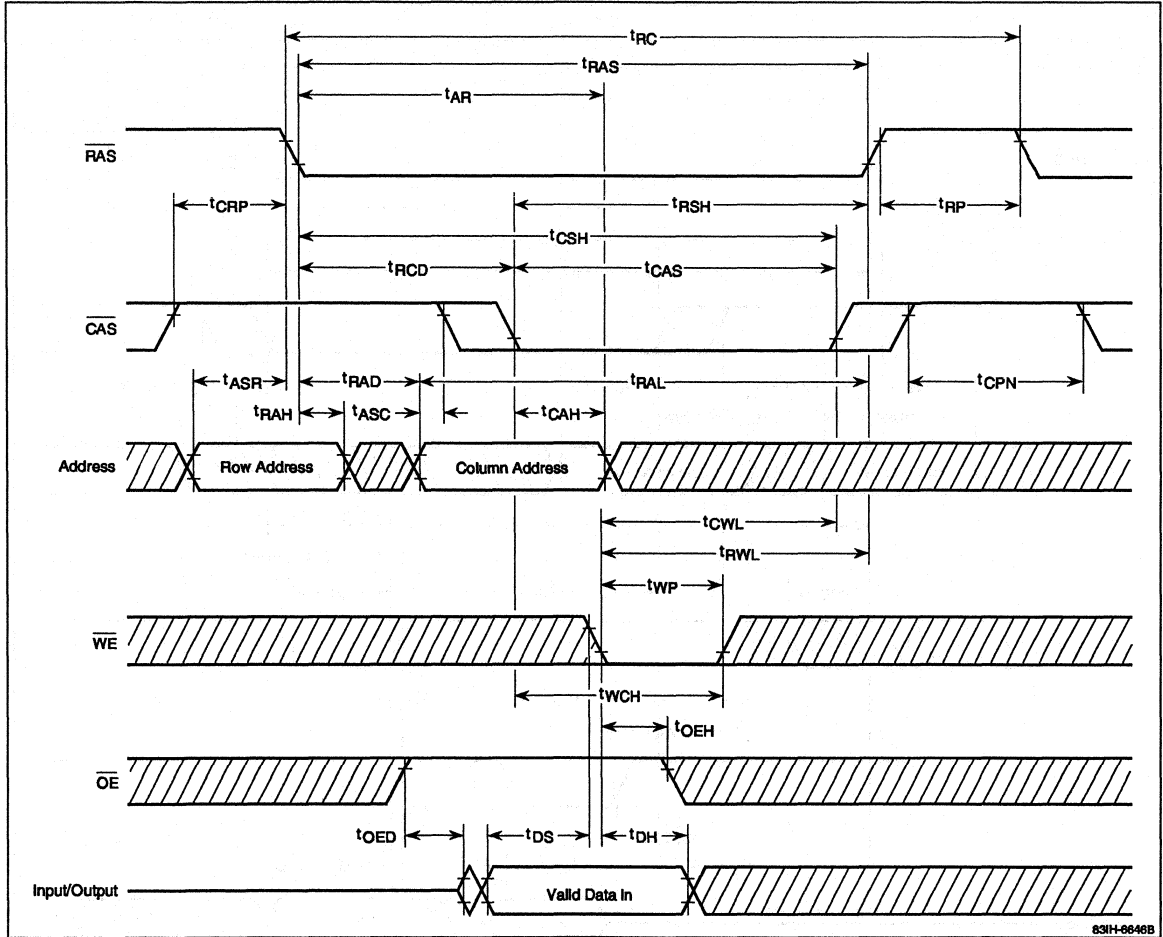 tRC
tRAS
tAR
RAS
tCRP
tRSH
tRP
tCSH
tRCD
tCAS
CAS
tASR
tRAD
tRAL
tCPN
tRAH
tASC
tCAH
Address
Row Address
Column Address
tCWL
tRWL
tWP
WE
tWCH
tOEH
OE
tOED
tDS
tDH
Input/Output
Valid Data In
83IH-6646B